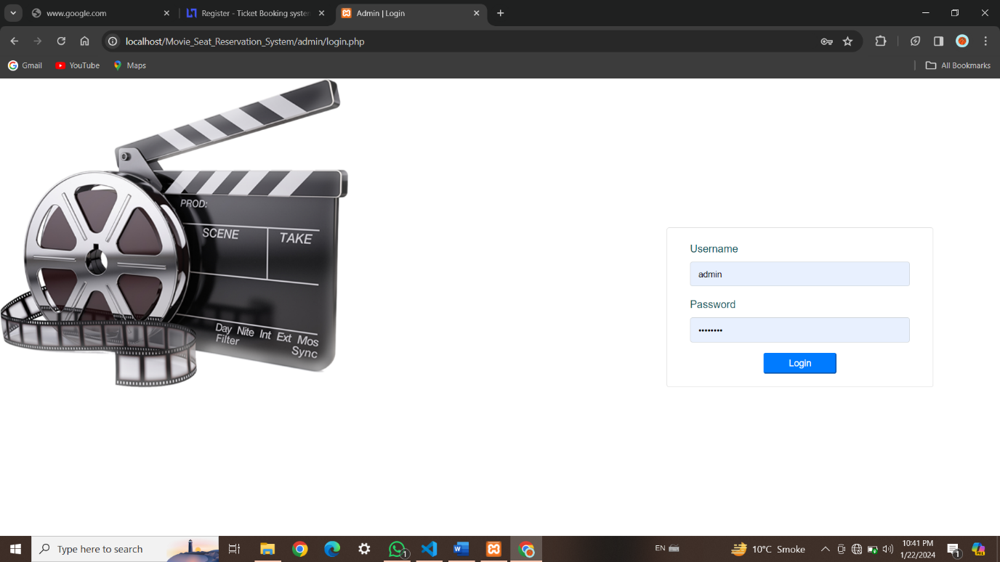 www.google.com
Register - Ticket Booking system
Admin | Login
localhost/Movie_Seat_Reservation_System/admin/login.php
Gmail
YouTube
Maps
All Bookmarks
PROD:
SCENE
TAKE
Day Nite Int Ext Mos
Filter
Sync
Username
admin
Password
Login
Type here to search
1
EN
10°C Smoke
10:41 PM
1/22/2024
1
PRE